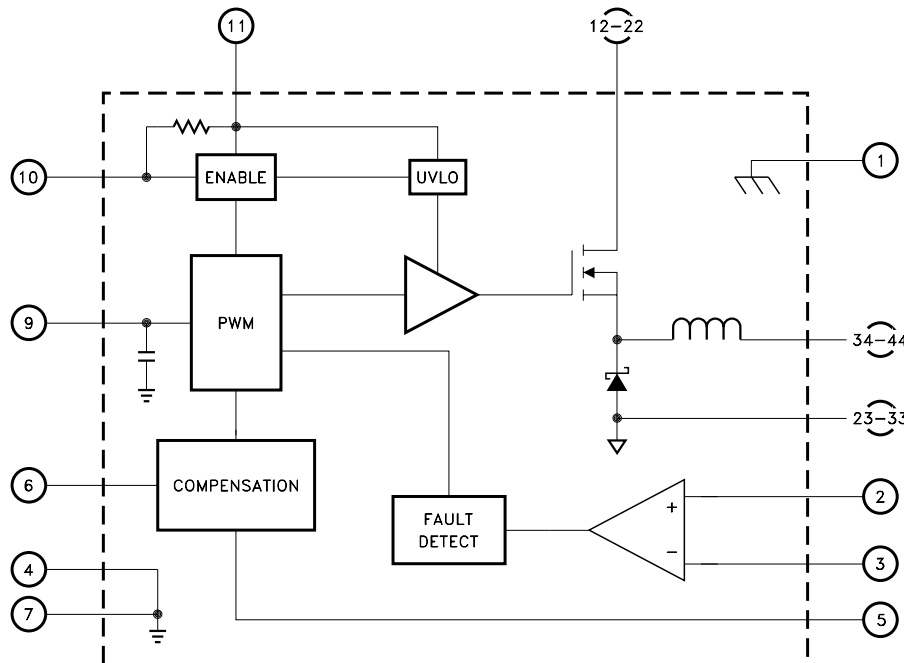 11
12-22
10
ENABLE
UVLO
1
9
PWM
34-44
23-33
6
COMPENSATION
FAULT
DETECT
+
−
2
3
4
7
5